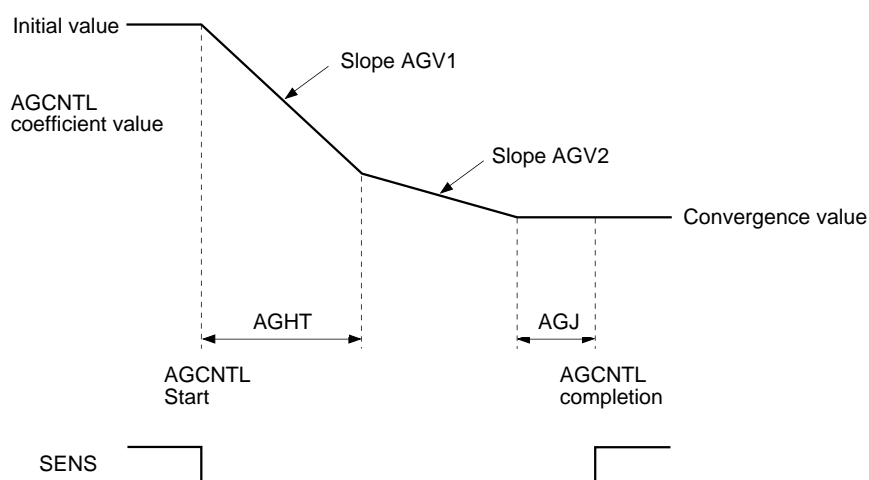 Initial value
Slope AGV1
AGCNTL
coefficient value
Slope AGV2
Convergence value
AGHT
AGJ
AGCNTL
Start
AGCNTL
completion
SENS